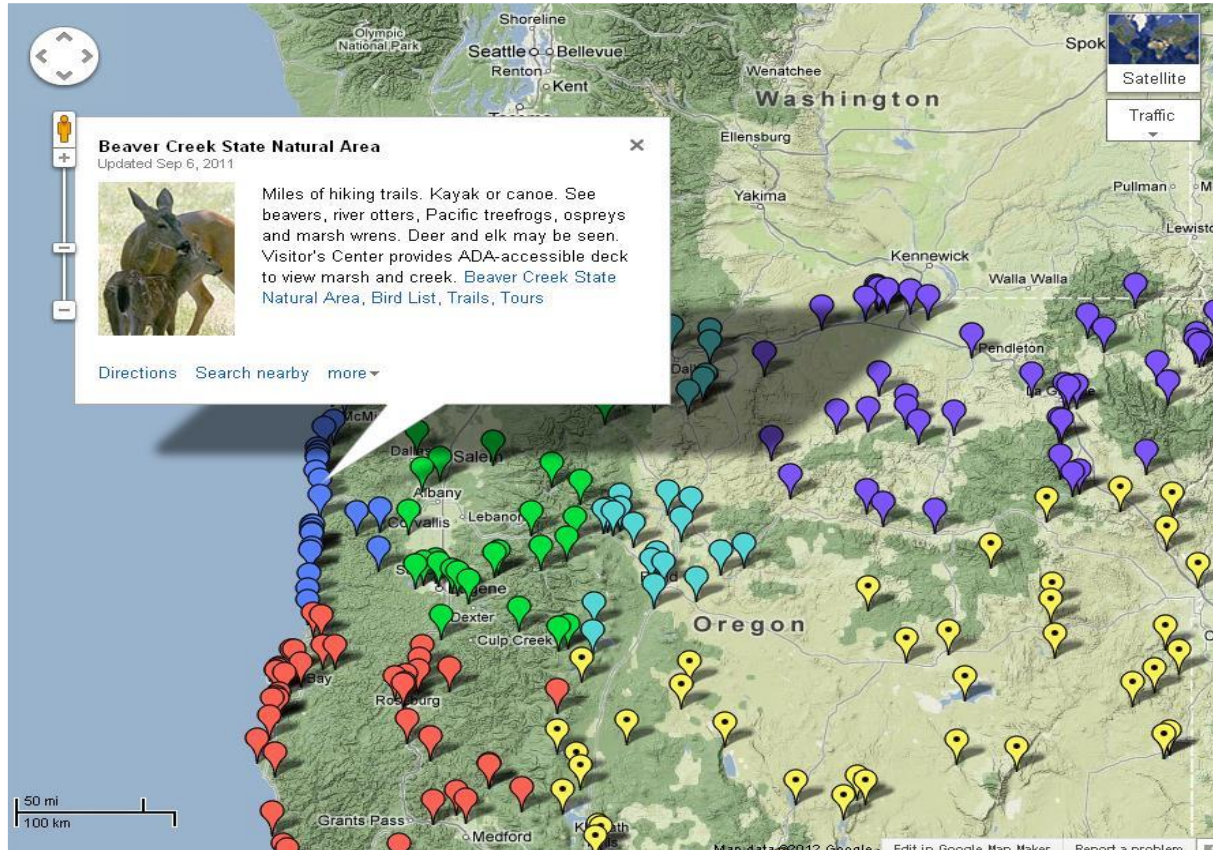 Shoreline
Olympic
National Park
Seattle
Bellevue
Renton
Kent
Wenatchee
Washington
Satellite
Traffic
Ellensburg
Yakima
Pullman
Kennewick
Walla Walla
Beaver Creek State Natural Area
Updated Sep 6, 2011
Miles of hiking trails. Kayak or canoe. See
beavers, river otters, Pacific treefrogs, ospreys
and marsh wrens. Deer and elk may be seen.
Visitor's Center provides ADA-accessible deck
to view marsh and creek. Beaver Creek State
Natural Area, Bird List, Trails, Tours
Directions Search nearby more
Pendleton
Salem
Albany
Corvallis
Lebanon
Dexter
Culp Creek
Oregon
Bay
Roseburg
Grants Pass
Medford
50 mi
100 km
Map data ©2012 Google - Edit in Google Map Maker Report a problem